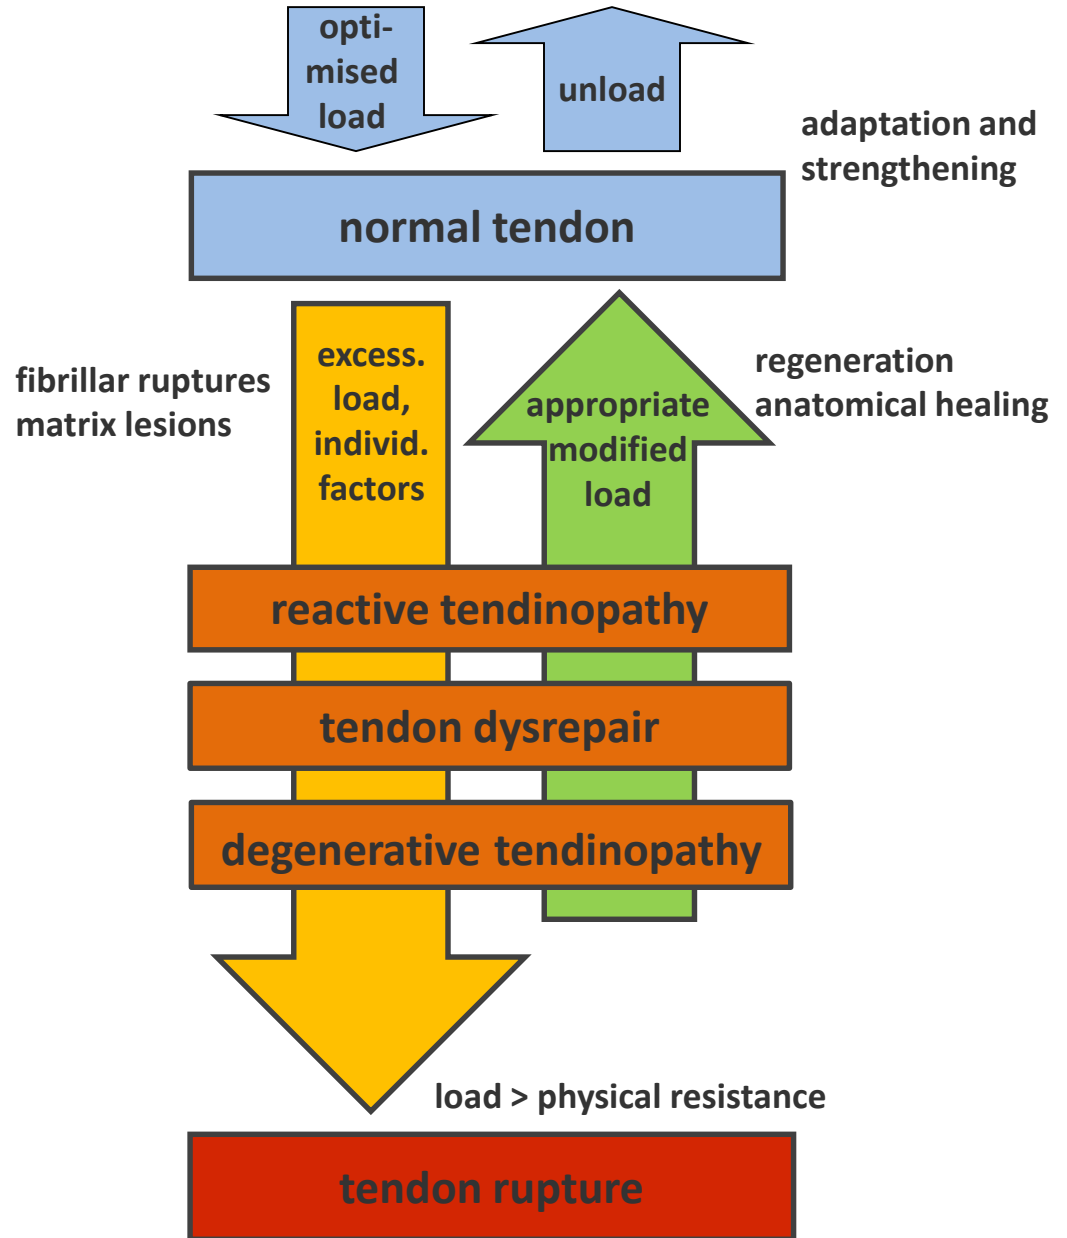 opti-
mised
load
unload
adaptation and
strengthening
normal tendon
fibrillar ruptures
matrix lesions
excess.
load,
individ.
factors
appropriate
modified
load
regeneration
anatomical healing
reactive tendinopathy
tendon dysrepair
degenerative tendinopathy
load > physical resistance
tendon rupture